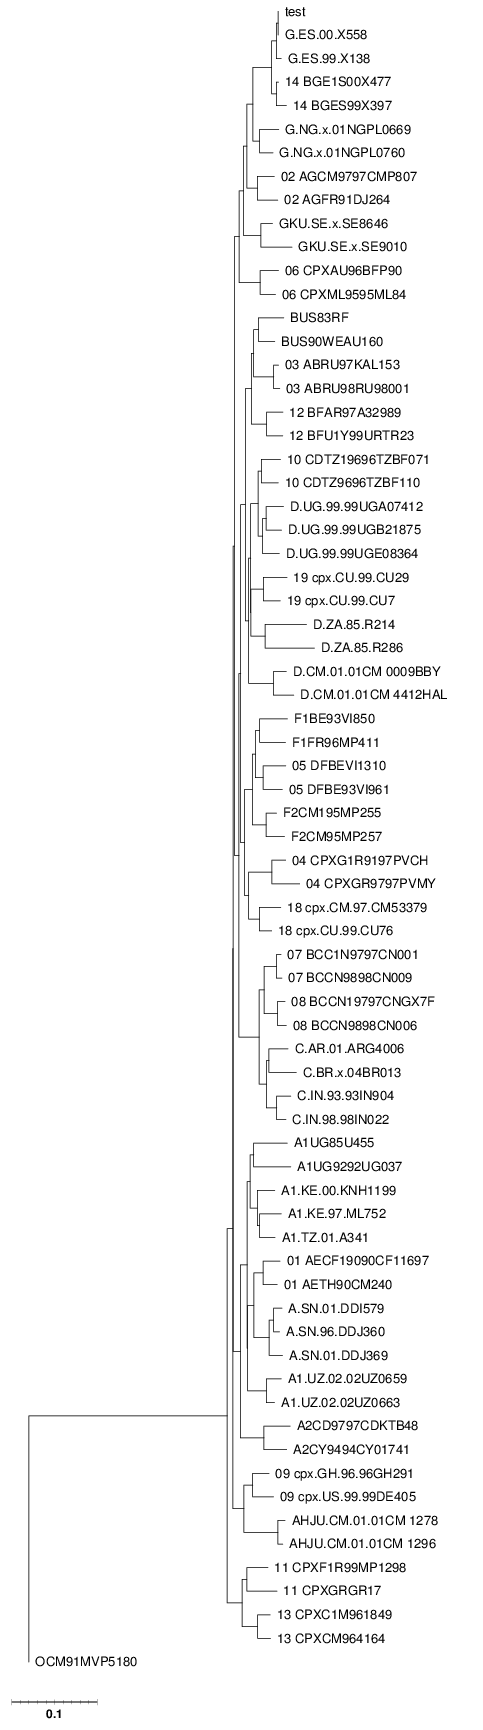 test
G.ES.00.X558
G.ES.99.X138
14 BGE1S00X477
14 BGES99X397
G.NG.x.01NGPL0669
G.NG.x.01NGPL0760
02 AGCM9797CMP807
02 AGFR91DJ264
GKU.SE.x.SE8646
GKU.SE.x.SE9010
06 CPXAU96BFP90
06 CPXML9595ML84
BUS83RF
BUS90WEAU160
03 ABRU97KAL153
03 ABRU98RU98001
12 BFAR97A32989
12 BFU1Y99URTR23
10 CDTZ19696TZBF071
10 CDTZ9696TZBF110
D.UG.99.99UGA07412
D.UG.99.99UGB21875
D.UG.99.99UGE08364
19 cpx.CU.99.CU29
19 cpx.CU.99.CU7
D.ZA.85.R214
D.ZA.85.R286
D.CM.01.01CM 0009BBY
D.CM.01.01CM 4412HAL
F1BE93VI850
F1FR96MP411
05 DFBEVI1310
05 DFBE93VI961
F2CM195MP255
F2CM95MP257
04 CPXG1R9197PVCH
04 CPXGR9797PVMY
18 cpx.CM.97.CM53379
18 cpx.CU.99.CU76
07 BCC1N9797CN001
07 BCCN9898CN009
08 BCCN19797CNGX7F
08 BCCN9898CN006
C.AR.01.ARG4006
C.BR.x.04BR013
C.IN.93.93IN904
C.IN.98.98IN022
A1UG85U455
A1UG9292UG037
A1.KE.00.KNH1199
A1.KE.97.ML752
A1.TZ.01.A341
01 AECF19090CF11697
01 AETH90CM240
A.SN.01.DDI579
A.SN.96.DDJ360
A.SN.01.DDJ369
A1.UZ.02.02UZ0659
A1.UZ.02.02UZ0663
A2CD9797CDKTB48
A2CY9494CY01741
09 cpx.GH.96.96GH291
09 cpx.US.99.99DE405
AHJU.CM.01.01CM 1278
AHJU.CM.01.01CM 1296
11 CPXF1R99MP1298
11 CPXGRGR17
13 CPXC1M961849
13 CPXCM964164
OCM91MVP5180
0.1